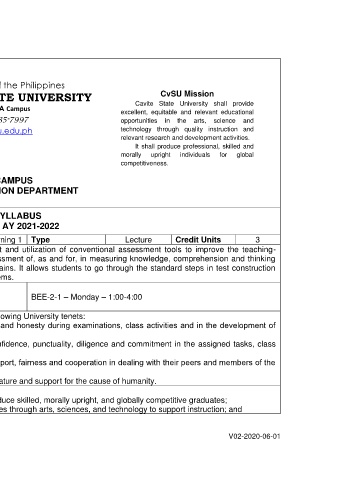 f the Philippines
CvSU Mission
TE UNIVERSITY
Cavite State University shall provide
A Campus
excellent, equitable and relevant educational
85-7997
opportunities in the arts, science and
u.edu.ph
technology through quality instruction and
relevant research and development activities.
It shall produce professional, skilled and
morally upright individuals for global
competitiveness.
CAMPUS
ION DEPARTMENT
YLLABUS
AY 2021-2022
rning 1 Type Lecture Credit Units 3
t and utilization of conventional assessment tools to improve the teaching-
ssment of, as and for, in measuring knowledge, comprehension and thinking
ains. It allows students to go through the standard steps in test construction
ems.
BEE-2-1 – Monday – 1:00-4:00
owing University tenets:
and honesty during examinations, class activities and in the development of
nfidence, punctuality, diligence and commitment in the assigned tasks, class
port, fairness and cooperation in dealing with their peers and members of the
ature and support for the cause of humanity.
duce skilled, morally upright, and globally competitive graduates;
es through arts, sciences, and technology to support instruction; and
V02-2020-06-01